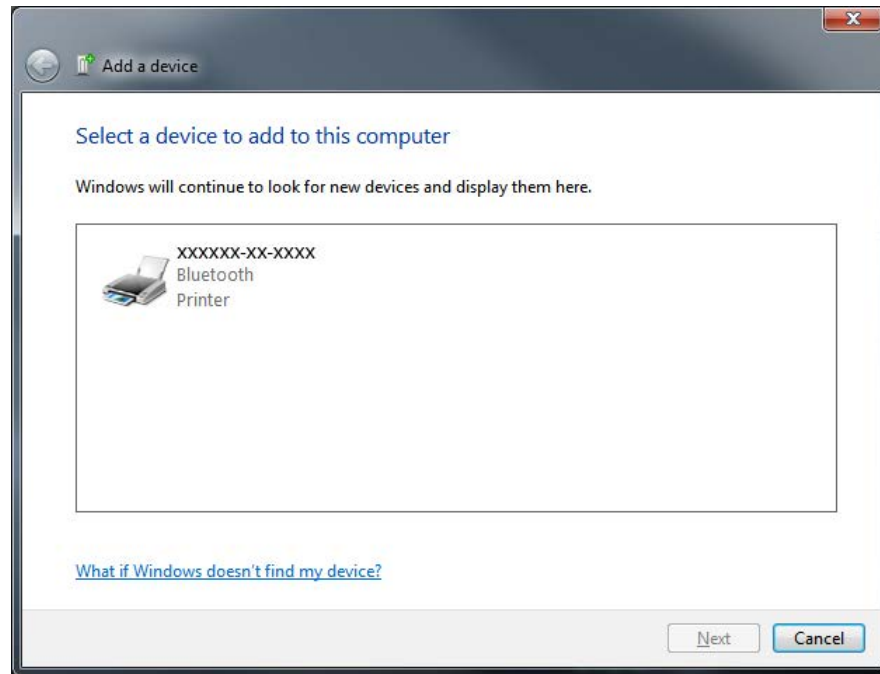 Add a device
Select a device to add to this computer
Windows will continue to look for new devices and display them here.
XXXXXX-XX-XXXX
Bluetooth
Printer
What if Windows doesn't find my device?
Next Cancel